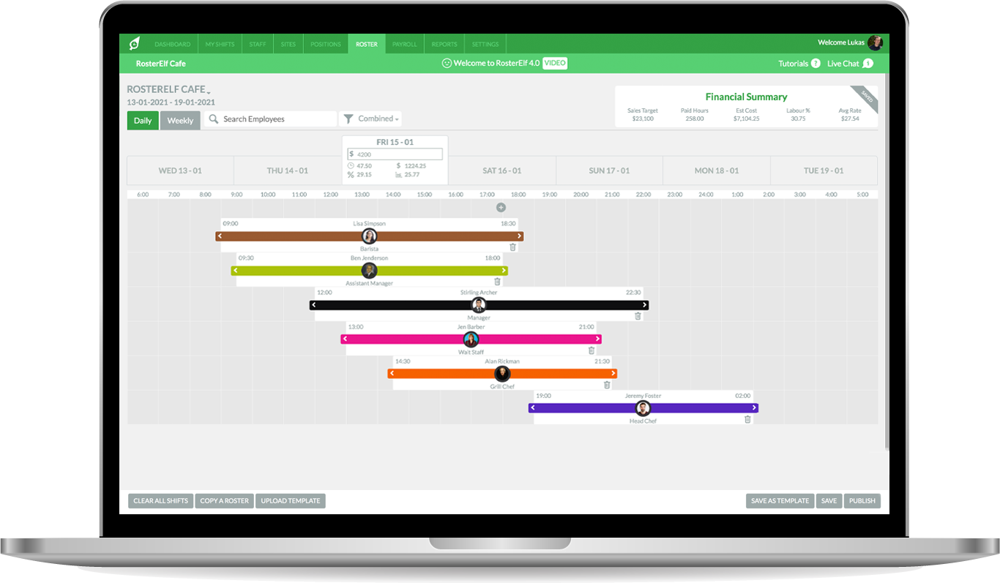 DASHBOARD MY SHIFTS STAFF SITES POSITIONS ROSTER PAYROLL REPORTS SETTINGS Welcome Lukas
RosterElf Cafe Welcome to RosterElf 4.0 VIDEO Tutorials ? Live Chat
ROSTERELF CAFE
13-01-2021 - 19-01-2021
Daily Weekly Search Employees Combined
Financial Summary SAVED
Sales Target Paid Hours Est Cost Labour % Avg Rate
$23,100 258.00 $7,104.25 30.75 $27.54
WED 13 - 01 THU 14 - 01 FRI 15 - 01 SAT 16 - 01 SUN 17 - 01 MON 18 - 01 TUE 19 - 01
$ 4200
47.50 $ 1224.25
% 29.15 25.77
6:00 7:00 8:00 9:00 10:00 11:00 12:00 13:00 14:00 15:00 16:00 17:00 18:00 19:00 20:00 21:00 22:00 23:00 24:00 1:00 2:00 3:00 4:00 5:00
09:00 Lisa Simpson 18:30
Barista
09:30 Ben Jenderson 18:00
Assistant Manager
12:00 Stirling Archer 22:30
Manager
13:00 Jen Barber 21:00
Wait Staff
14:30 Alan Rickman 21:30
Grill Chef
19:00 Jeremy Foster 02:00
Head Chef
CLEAR ALL SHIFTS COPY A ROSTER UPLOAD TEMPLATE SAVE AS TEMPLATE SAVE PUBLISH